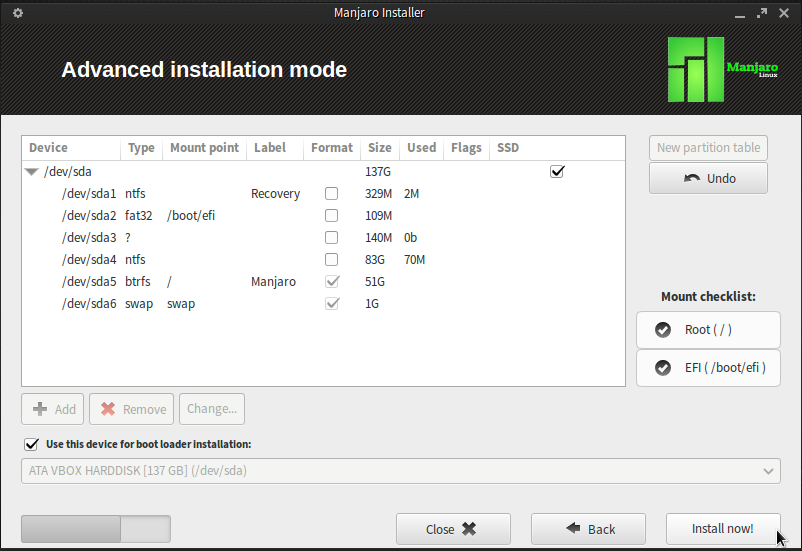 Manjaro Installer
Advanced installation mode
Manjaro
Linux
Device Type Mount point Label Format Size Used Flags SSD
/dev/sda 137G
/dev/sda1 ntfs Recovery 329M 2M
/dev/sda2 fat32 /boot/efi 109M
/dev/sda3 ? 140M 0b
/dev/sda4 ntfs 83G 70M
/dev/sda5 btrfs / Manjaro 51G
/dev/sda6 swap swap 1G
New partition table
Undo
Mount checklist:
Root ( / )
EFI ( /boot/efi )
Add Remove Change...
Use this device for boot loader installation:
ATA VBOX HARDDISK [137 GB] (/dev/sda)
Close Back Install now!